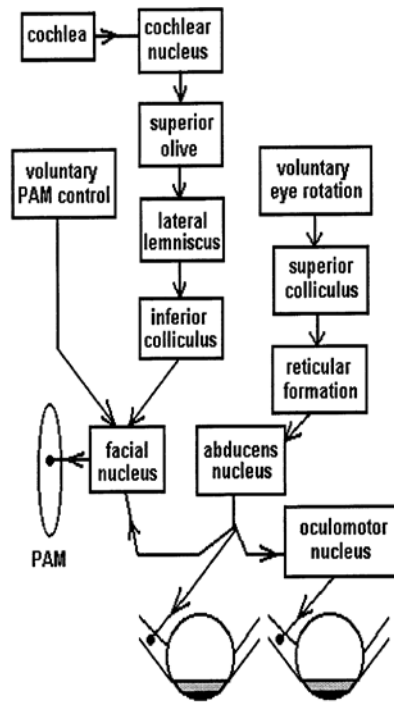 cochlea
cochlear
nucleus
superior
olive
voluntary
PAM control
voluntary
eye rotation
lateral
lemniscus
superior
colliculus
inferior
colliculus
reticular
formation
facial
nucleus
abducens
nucleus
oculomotor
nucleus
PAM